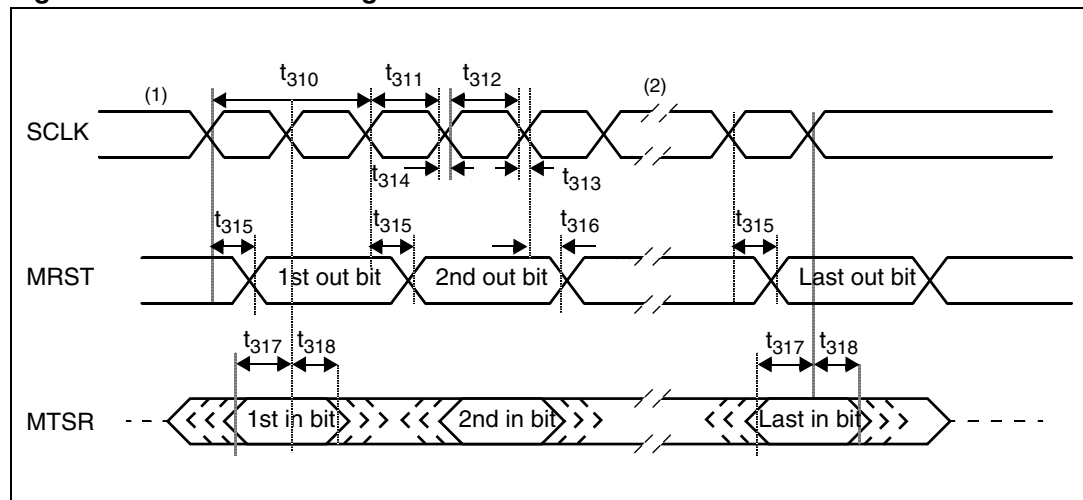 t310 t311 t312 (2)
(1)
SCLK
t314 t313
t315 t315 t316 t315
MRST 1st out bit 2nd out bit Last out bit
t317 t318 t317 t318
MTSR 1st in bit 2nd in bit Last in bit